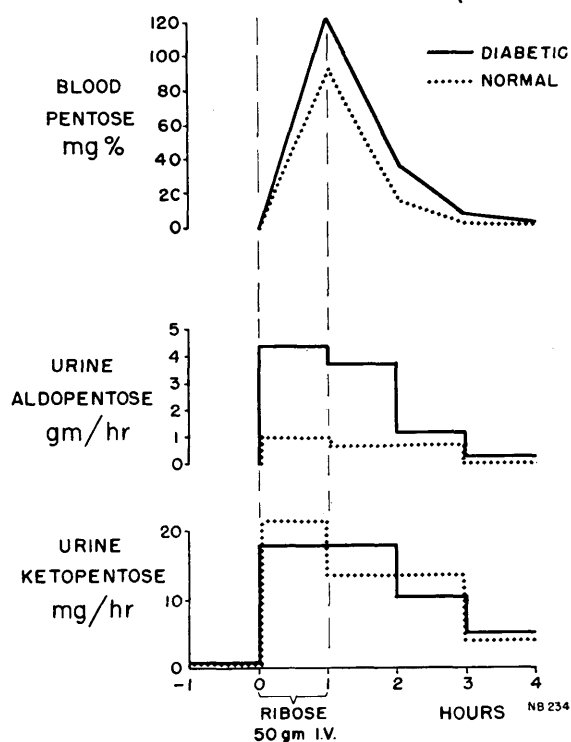 120
100
80
60
40
2C
0
BLOOD
PENTOSE
mg %
DIABETIC
NORMAL
5
4
3
2
1
0
URINE
ALDOPENTOSE
gm/hr
20
10
0
URINE
KETOPENTOSE
mg/hr
-1 0 1 2 3 4
RIBOSE
50 gm I.V.
HOURS
NB 234